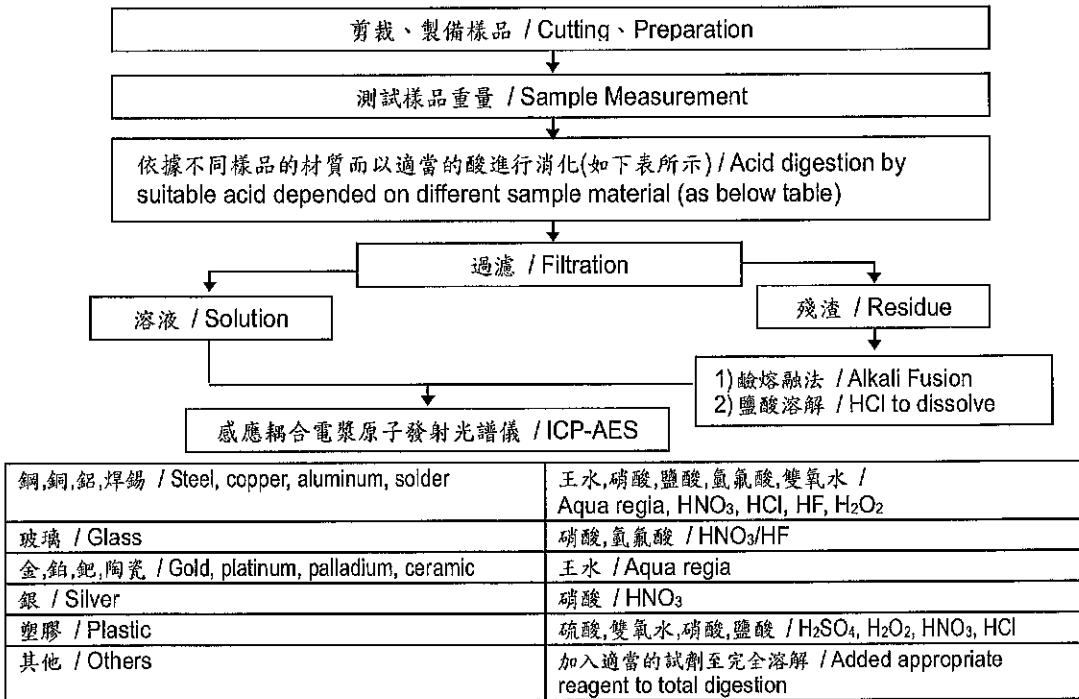 剪裁、製備樣品 / Cutting、Preparation
測試樣品重量 / Sample Measurement
依據不同樣品的材質而以適當的酸進行消化(如下表所示) / Acid digestion by
suitable acid depended on different sample material (as below table)
過濾 / Filtration
溶液 / Solution
殘渣 / Residue
1) 鹼熔融法 / Alkali Fusion
2) 鹽酸溶解 / HCl to dissolve
感應耦合電漿原子發射光譜儀 / ICP-AES
鋼,銅,鋁,焊錫 / Steel, copper, aluminum, solder
王水,硝酸,鹽酸,氫氟酸,雙氧水 /
Aqua regia, HNO₃, HCl, HF, H₂O₂
玻璃 / Glass
硝酸,氫氟酸 / HNO₃/HF
金,鉑,鈀,陶瓷 / Gold, platinum, palladium, ceramic
王水 / Aqua regia
銀 / Silver
硝酸 / HNO₃
塑膠 / Plastic
硫酸,雙氧水,硝酸,鹽酸 / H₂SO₄, H₂O₂, HNO₃, HCl
其他 / Others
加入適當的試劑至完全溶解 / Added appropriate
reagent to total digestion